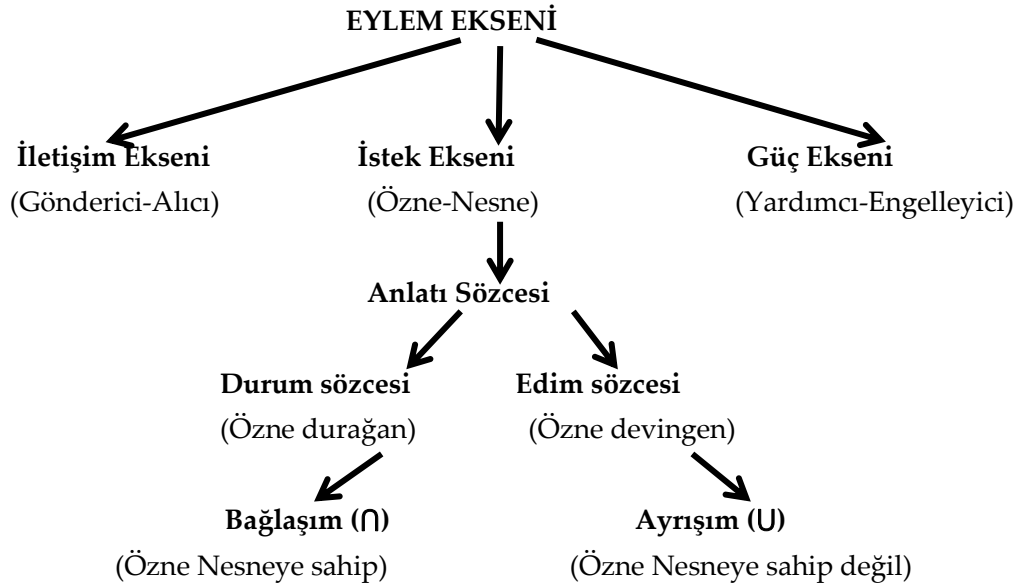 EYLEM EKSENİ
İletişim Ekseni İstek Ekseni Güç Ekseni
(Gönderici-Alıcı) (Özne-Nesne) (Yardımcı-Engelleyici)
Anlatı Sözcesi
Durum sözcesi Edim sözcesi
(Özne durağan) (Özne devingen)
Bağlaşım (∩) Ayrışım (∪)
(Özne Nesneye sahip) (Özne Nesneye sahip değil)